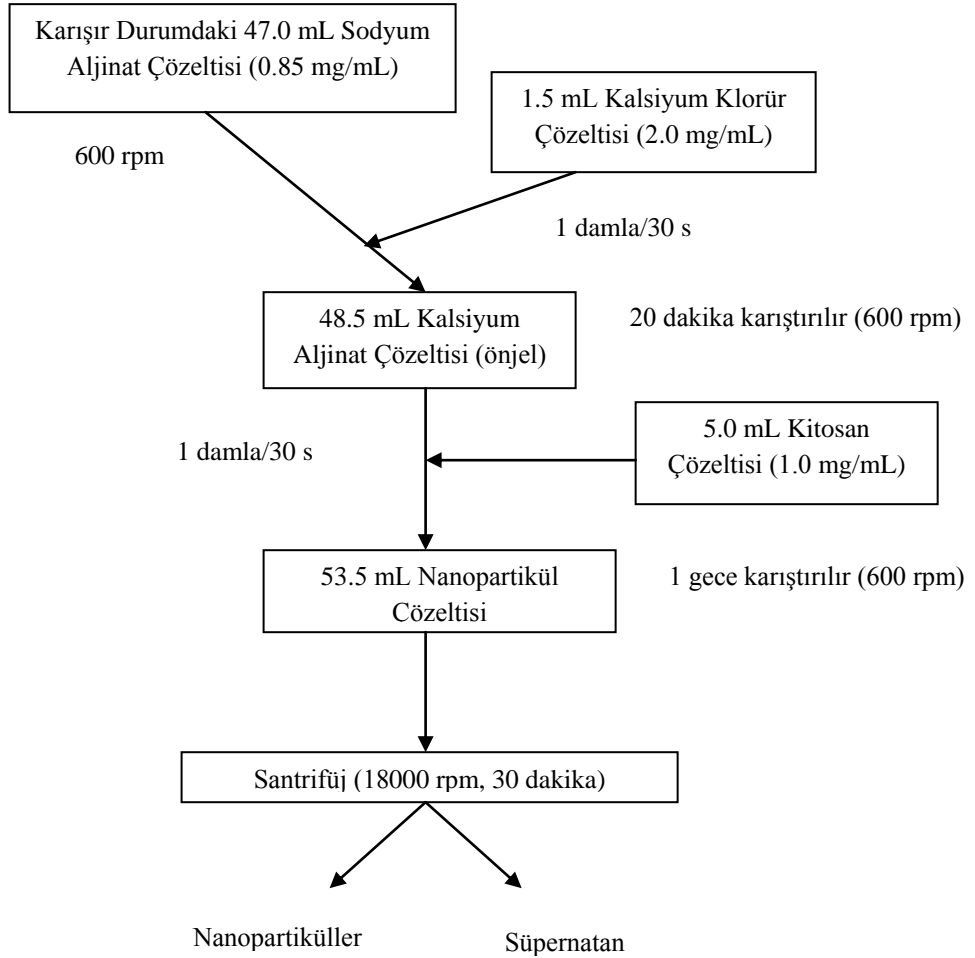 Karışır Durumdaki 47.0 mL Sodyum
Aljinat Çözeltisi (0.85 mg/mL)
1.5 mL Kalsiyum Klorür
Çözeltisi (2.0 mg/mL)
600 rpm
1 damla/30 s
48.5 mL Kalsiyum
Aljinat Çözeltisi (önjel)
20 dakika karıştırılır (600 rpm)
5.0 mL Kitosan
Çözeltisi (1.0 mg/mL)
1 damla/30 s
53.5 mL Nanopartikül
Cözeltisi
1 gece karıştırılır (600 rpm)
Santrifüj (18000 rpm, 30 dakika)
Nanopartiküller
Süpernatan